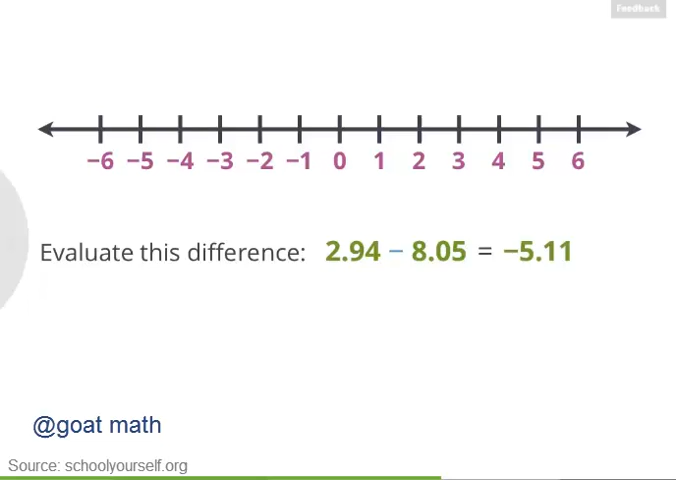 Feedback
−6 −5 −4 −3 −2 −1 0 1 2 3 4 5 6
Evaluate this difference: 2.94 − 8.05 = −5.11
@goat math
Source: schoolyourself.org